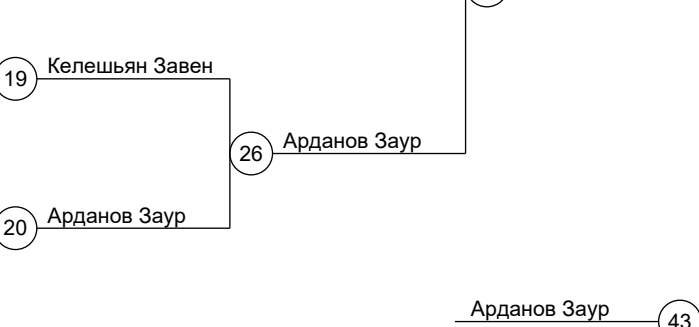 19 Келешьян Завен
26 Арданов Заур
20 Арданов Заур
Арданов Заур 43